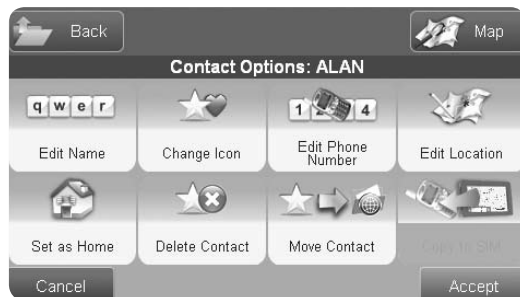 Back
Map
Contact Options: ALAN
q w e r
1 4
Edit Name
Change Icon
Edit Phone
Number
Edit Location
Set as Home
Delete Contact
Move Contact
Copy to SIM
Cancel
Accept